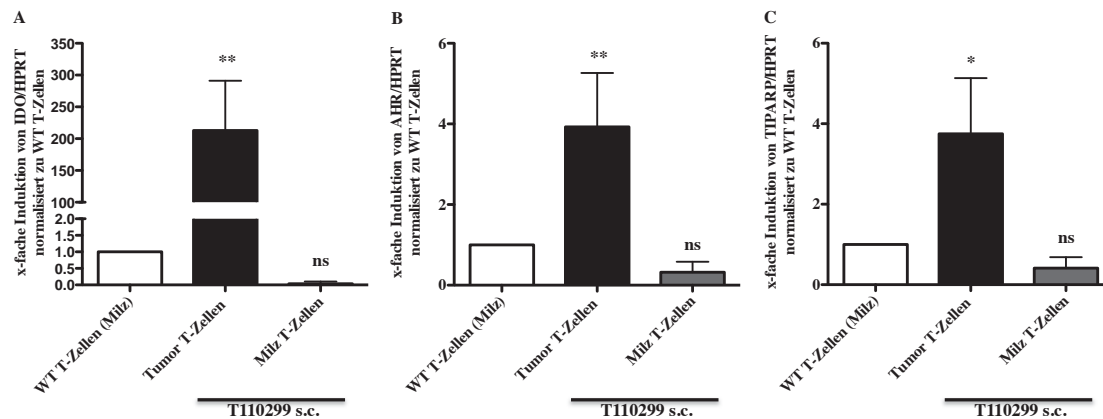 A
x-fache Induktion von IDO/HPRT
normalisiert zu WT T-Zellen
350
300
250
200
150
100
2.0
1.5
1.0
0.5
0.0
**
ns
WT T-Zellen (Milz)
Tumor T-Zellen
Milz T-Zellen
T110299 s.c.
B
x-fache Induktion von AHR/HPRT
normalisiert zu WT T-Zellen
6
4
2
0
**
ns
WT T-Zellen (Milz)
Tumor T-Zellen
Milz T-Zellen
T110299 s.c.
C
x-fache Induktion von TIPARP/HPRT
normalisiert zu WT T-Zellen
6
4
2
0
*
ns
WT T-Zellen (Milz)
Tumor T-Zellen
Milz T-Zellen
T110299 s.c.